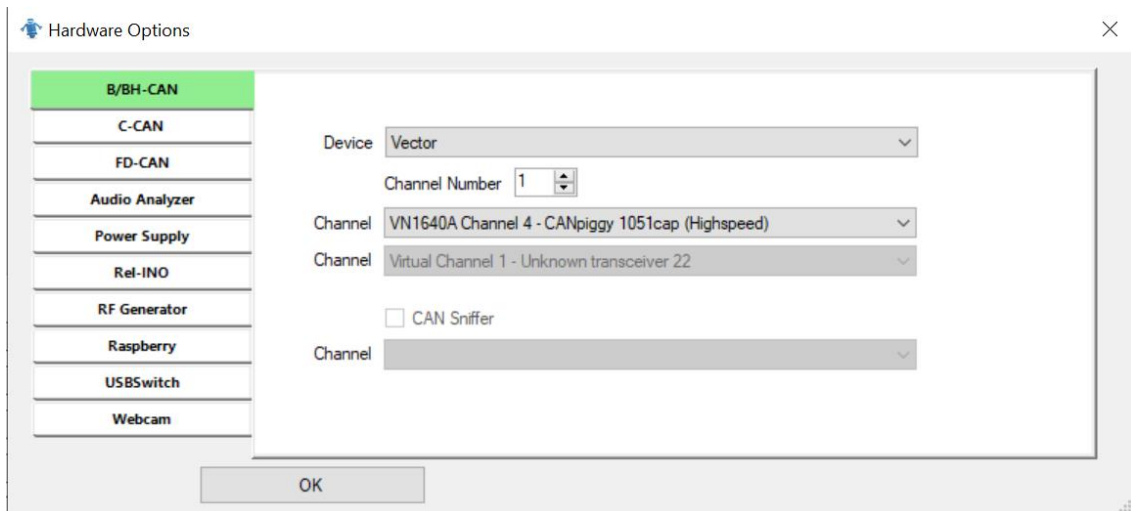 Hardware Options
B/BH-CAN
C-CAN
FD-CAN
Audio Analyzer
Power Supply
Rel-INO
RF Generator
Raspberry
USBSwitch
Webcam
Device Vector
Channel Number 1
Channel VN1640A Channel 4 - CANpiggy 1051cap (Highspeed)
Channel Virtual Channel 1 - Unknown transceiver 22
CAN Sniffer
Channel
OK